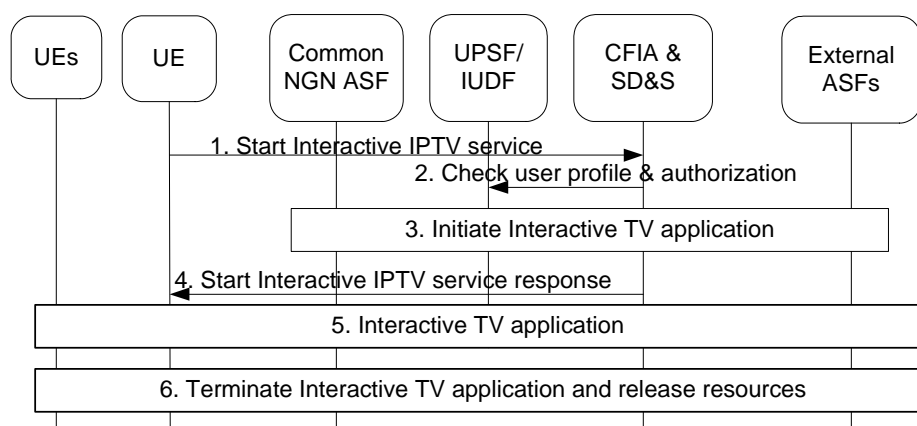 UEs
UE
Common
NGN ASF
UPSF/
IUDF
CFIA &
SD&S
External
ASFs
1. Start Interactive IPTV service
2. Check user profile & authorization
3. Initiate Interactive TV application
4. Start Interactive IPTV service response
5. Interactive TV application
6. Terminate Interactive TV application and release resources